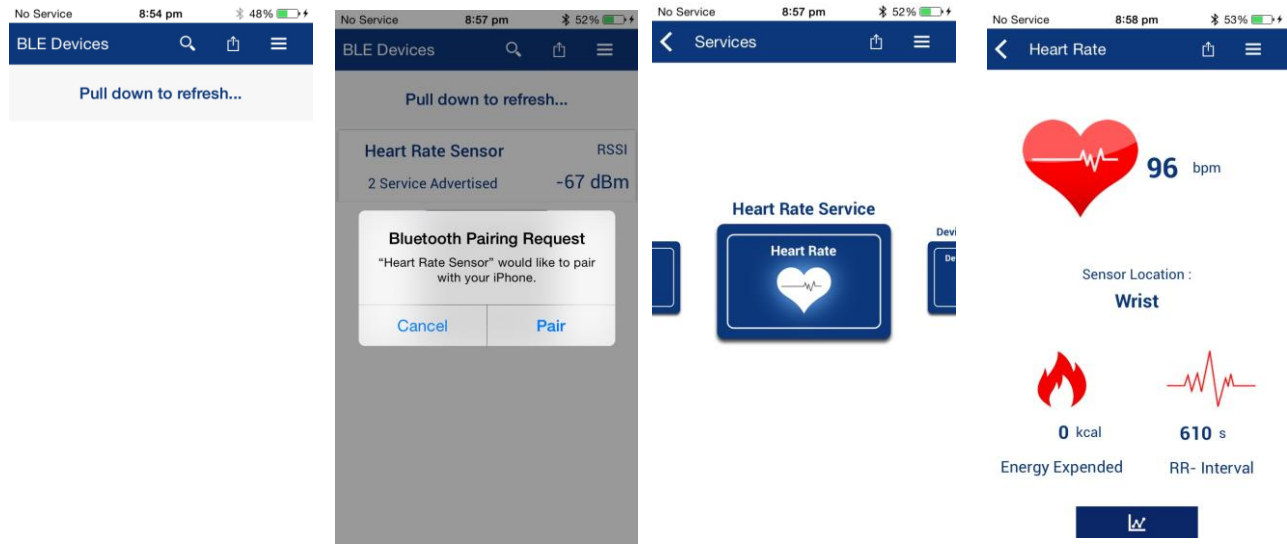 No Service 8:54 pm 48%
BLE Devices
Pull down to refresh...
No Service 8:57 pm 52%
BLE Devices
Pull down to refresh...
Heart Rate Sensor RSSI
2 Service Advertised -67 dBm
Bluetooth Pairing Request
“Heart Rate Sensor” would like to pair
with your iPhone.
Cancel Pair
No Service 8:57 pm 52%
Services
Heart Rate Service
Devi
Heart Rate
De
No Service 8:58 pm 53%
Heart Rate
96 bpm
Sensor Location :
Wrist
0 kcal 610 s
Energy Expended RR- Interval